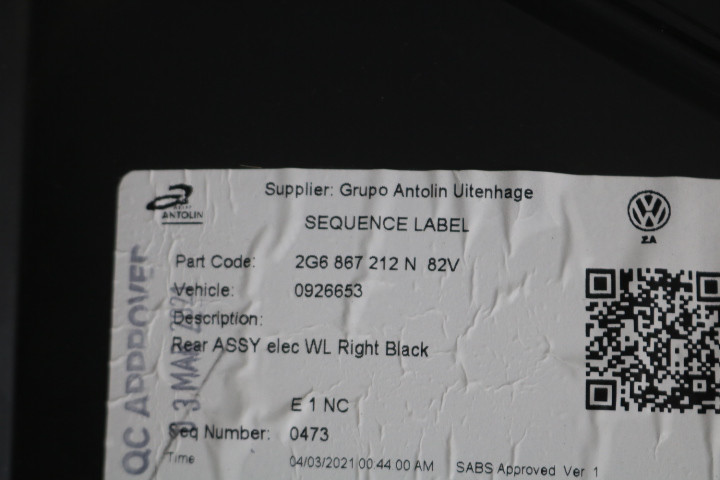 Supplier: Grupo Antolin Uitenhage
ANTOLIN
SEQUENCE LABEL
ZA
Part Code: 2G6 867 212 N 82V
Vehicle: 0926653
Description:
Rear ASSY elec WL Right Black
E 1 NC
Seq Number: 0473
Time 04/03/2021 00:44:00 AM SABS Approved Ver 1
QC APPROVED
03 MAR 202